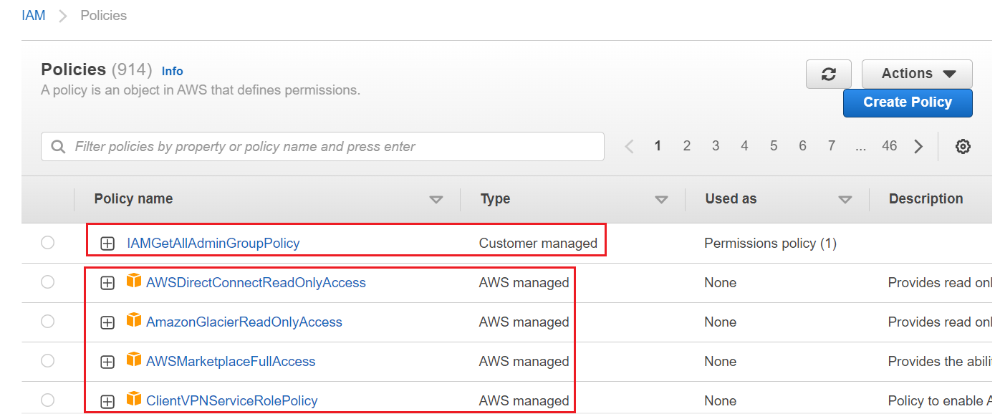 IAM > Policies
Policies (914) Info
A policy is an object in AWS that defines permissions.
Actions
Create Policy
Filter policies by property or policy name and press enter
1 2 3 4 5 6 7 ... 46
Policy name Type Used as Description
IAMGetAllAdminGroupPolicy Customer managed Permissions policy (1)
AWSDirectConnectReadOnlyAccess AWS managed None Provides read onl
AmazonGlacierReadOnlyAccess AWS managed None Provides read onl
AWSMarketplaceFullAccess AWS managed None Provides the abili
ClientVPNServiceRolePolicy AWS managed None Policy to enable A